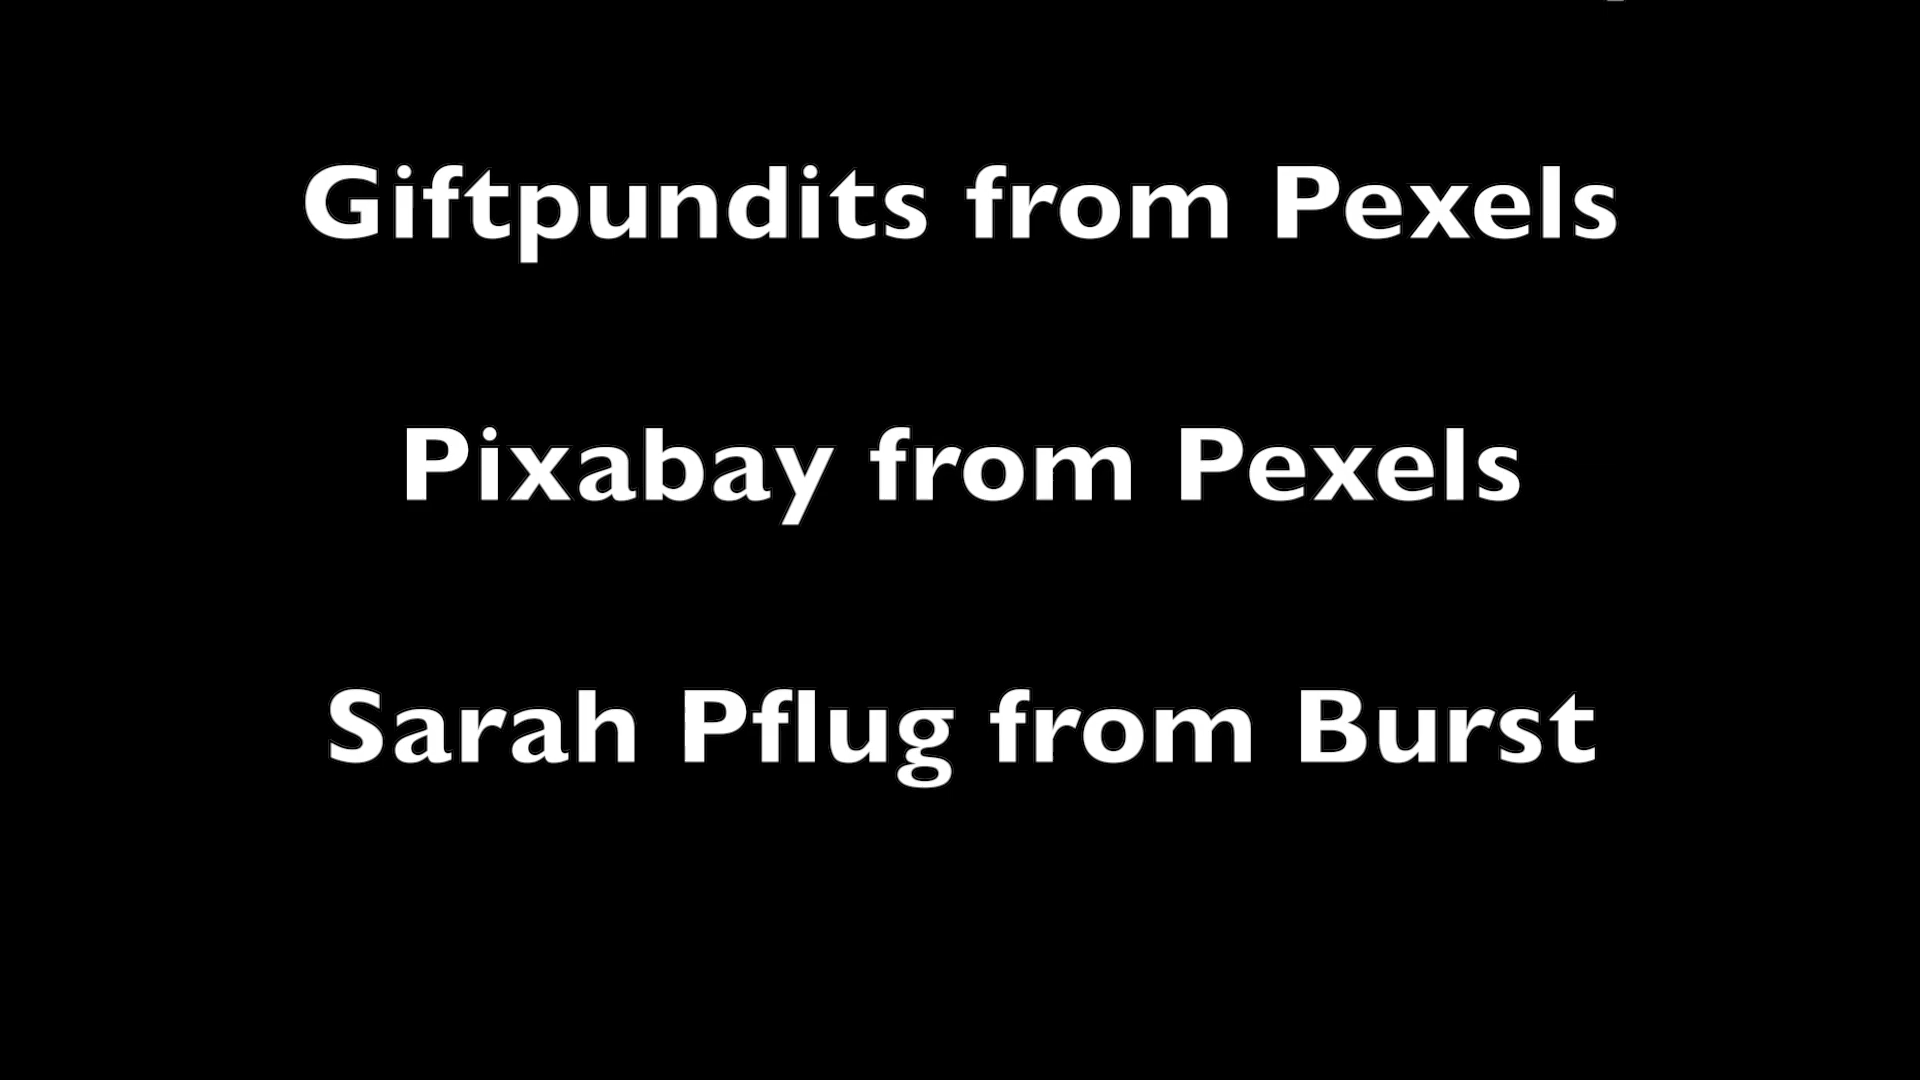 Giftpundits from Pexels
Pixabay from Pexels
Sarah Pflug from Burst